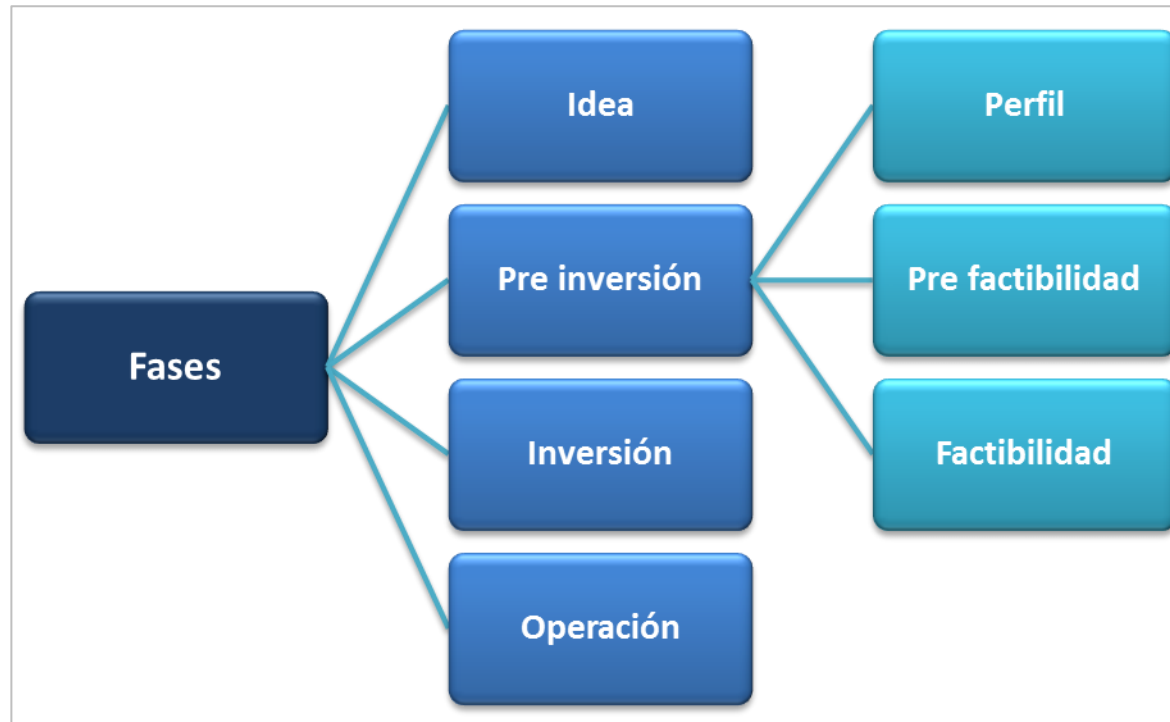 Fases
Idea
Pre inversión
Inversión
Operación
Perfil
Pre factibilidad
Factibilidad